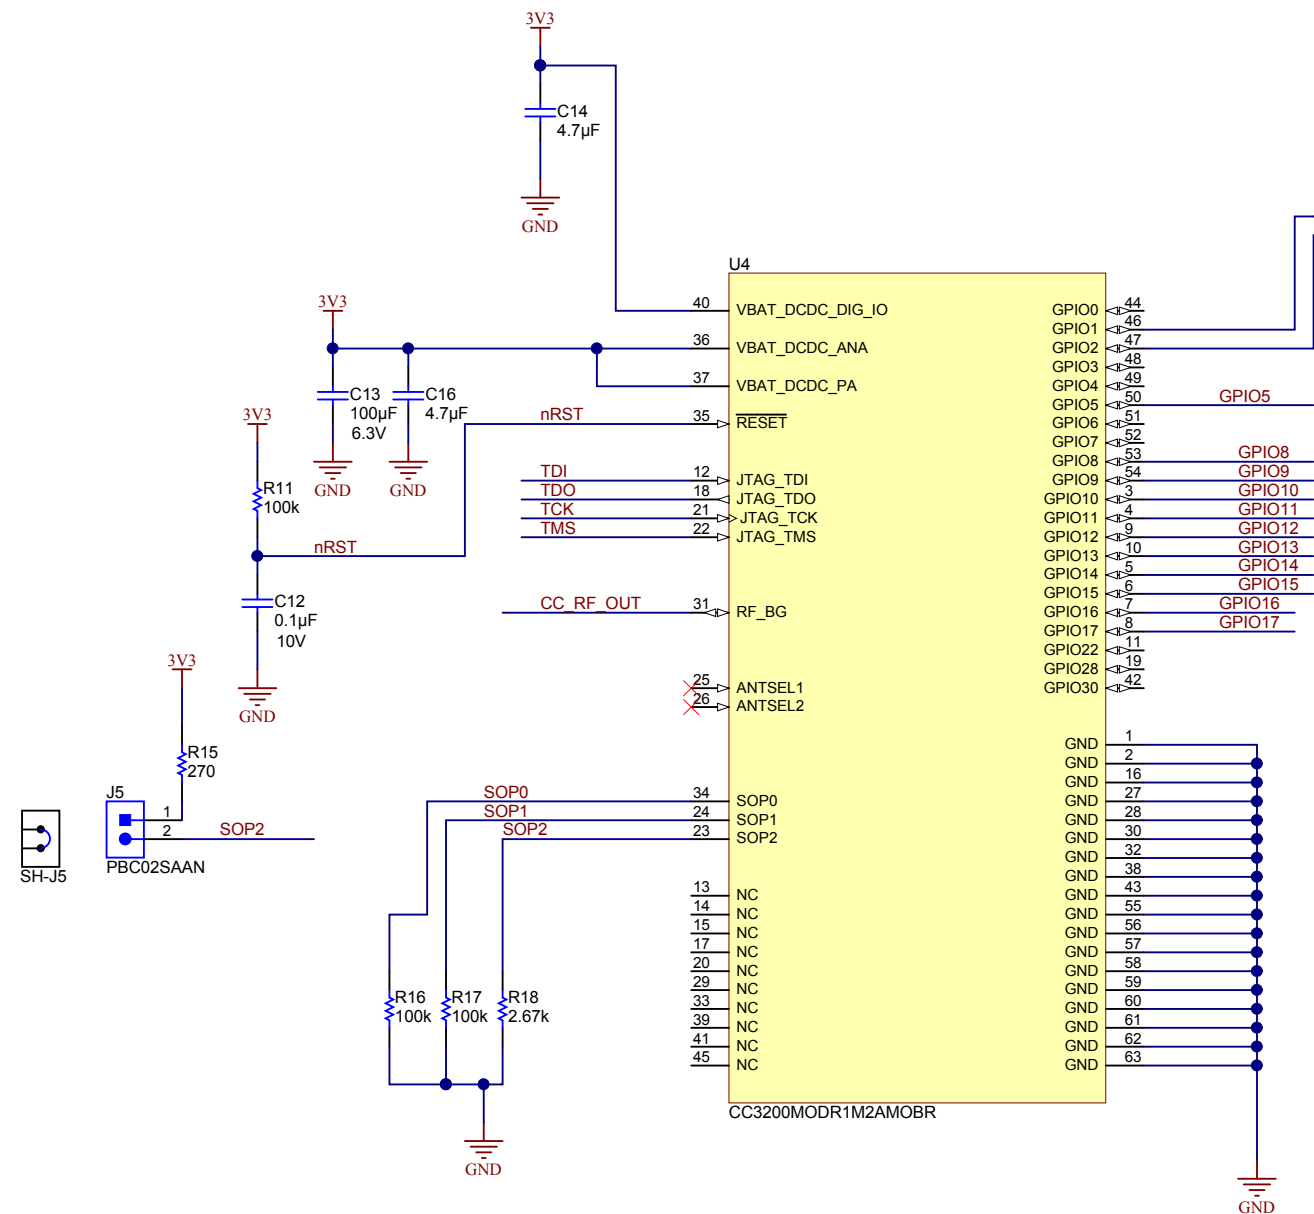 3V3
C14
4.7µF
GND
U4
3V3
40 VBAT_DCDC_DIG_IO
36 VBAT_DCDC_ANA
37 VBAT_DCDC_PA
C13
100µF
6.3V
C16
4.7µF
GND
GND
nRST
35 RESET
3V3
R11
100k
nRST
C12
0.1µF
10V
GND
TDI 12 JTAG_TDI
TDO 18 JTAG_TDO
TCK 21 JTAG_TCK
TMS 22 JTAG_TMS
CC_RF_OUT 31 RF_BG
25 ANTSEL1
26 ANTSEL2
3V3
R15
270
J5
1
2
SOP2
PBC02SAAN
SH-J5
SOP0 34 SOP0
SOP1 24 SOP1
SOP2 23 SOP2
13 NC
14 NC
15 NC
17 NC
20 NC
29 NC
33 NC
39 NC
41 NC
45 NC
R16
100k
R17
100k
R18
2.67k
GND
GPIO0 44
GPIO1 46
GPIO2 47
GPIO3 48
GPIO4 49
GPIO5 50 GPIO5
GPIO6 51
GPIO7 52
GPIO8 53 GPIO8
GPIO9 54 GPIO9
GPIO10 3 GPIO10
GPIO11 4 GPIO11
GPIO12 9 GPIO12
GPIO13 10 GPIO13
GPIO14 5 GPIO14
GPIO15 6 GPIO15
GPIO16 7 GPIO16
GPIO17 8 GPIO17
GPIO22 11
GPIO28 19
GPIO30 42
GND 1
GND 2
GND 16
GND 27
GND 28
GND 30
GND 32
GND 38
GND 43
GND 55
GND 56
GND 57
GND 58
GND 59
GND 60
GND 61
GND 62
GND 63
CC3200MODR1M2AMOBR
GND